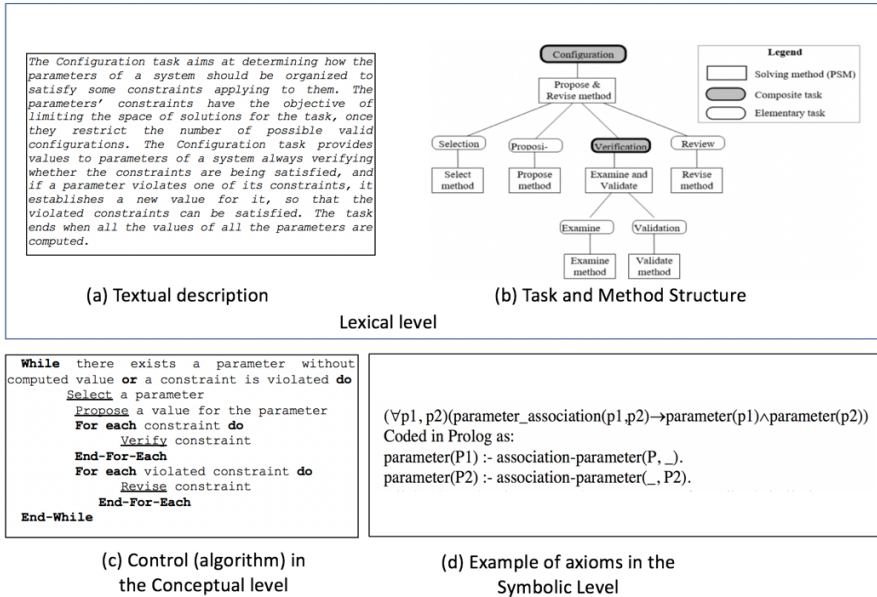 The Configuration task aims at determining how the
parameters of a system should be organized to
satisfy some constraints applying to them. The
parameters' constraints have the objective of
limiting the space of solutions for the task, once
they restrict the number of possible valid
configurations. The Configuration task provides
values to parameters of a system always verifying
whether the constraints are being satisfied, and
if a parameter violates one of its constraints, it
establishes a new value for it, so that the
violated constraints can be satisfied. The task
ends when all the values of all the parameters are
computed.
(a) Textual description
Configuration
Propose &
Revise method
Selection
Proposi-
Verification
Review
Select
method
Propose
method
Examine and
Validate
Revise
method
Examine
Validation
Examine
method
Validate
method
Legend
Solving method (PSM)
Composite task
Elementary task
(b) Task and Method Structure
Lexical level
While there exists a parameter without
computed value or a constraint is violated do
Select a parameter
Propose a value for the parameter
For each constraint do
Verify constraint
End-For-Each
For each violated constraint do
Revise constraint
End-For-Each
End-While
(c) Control (algorithm) in
the Conceptual level
(∀p1, p2)(parameter_association(p1,p2)→parameter(p1)∧parameter(p2))
Coded in Prolog as:
parameter(P1) :- association-parameter(P, _).
parameter(P2) :- association-parameter(_, P2).
(d) Example of axioms in the
Symbolic Level